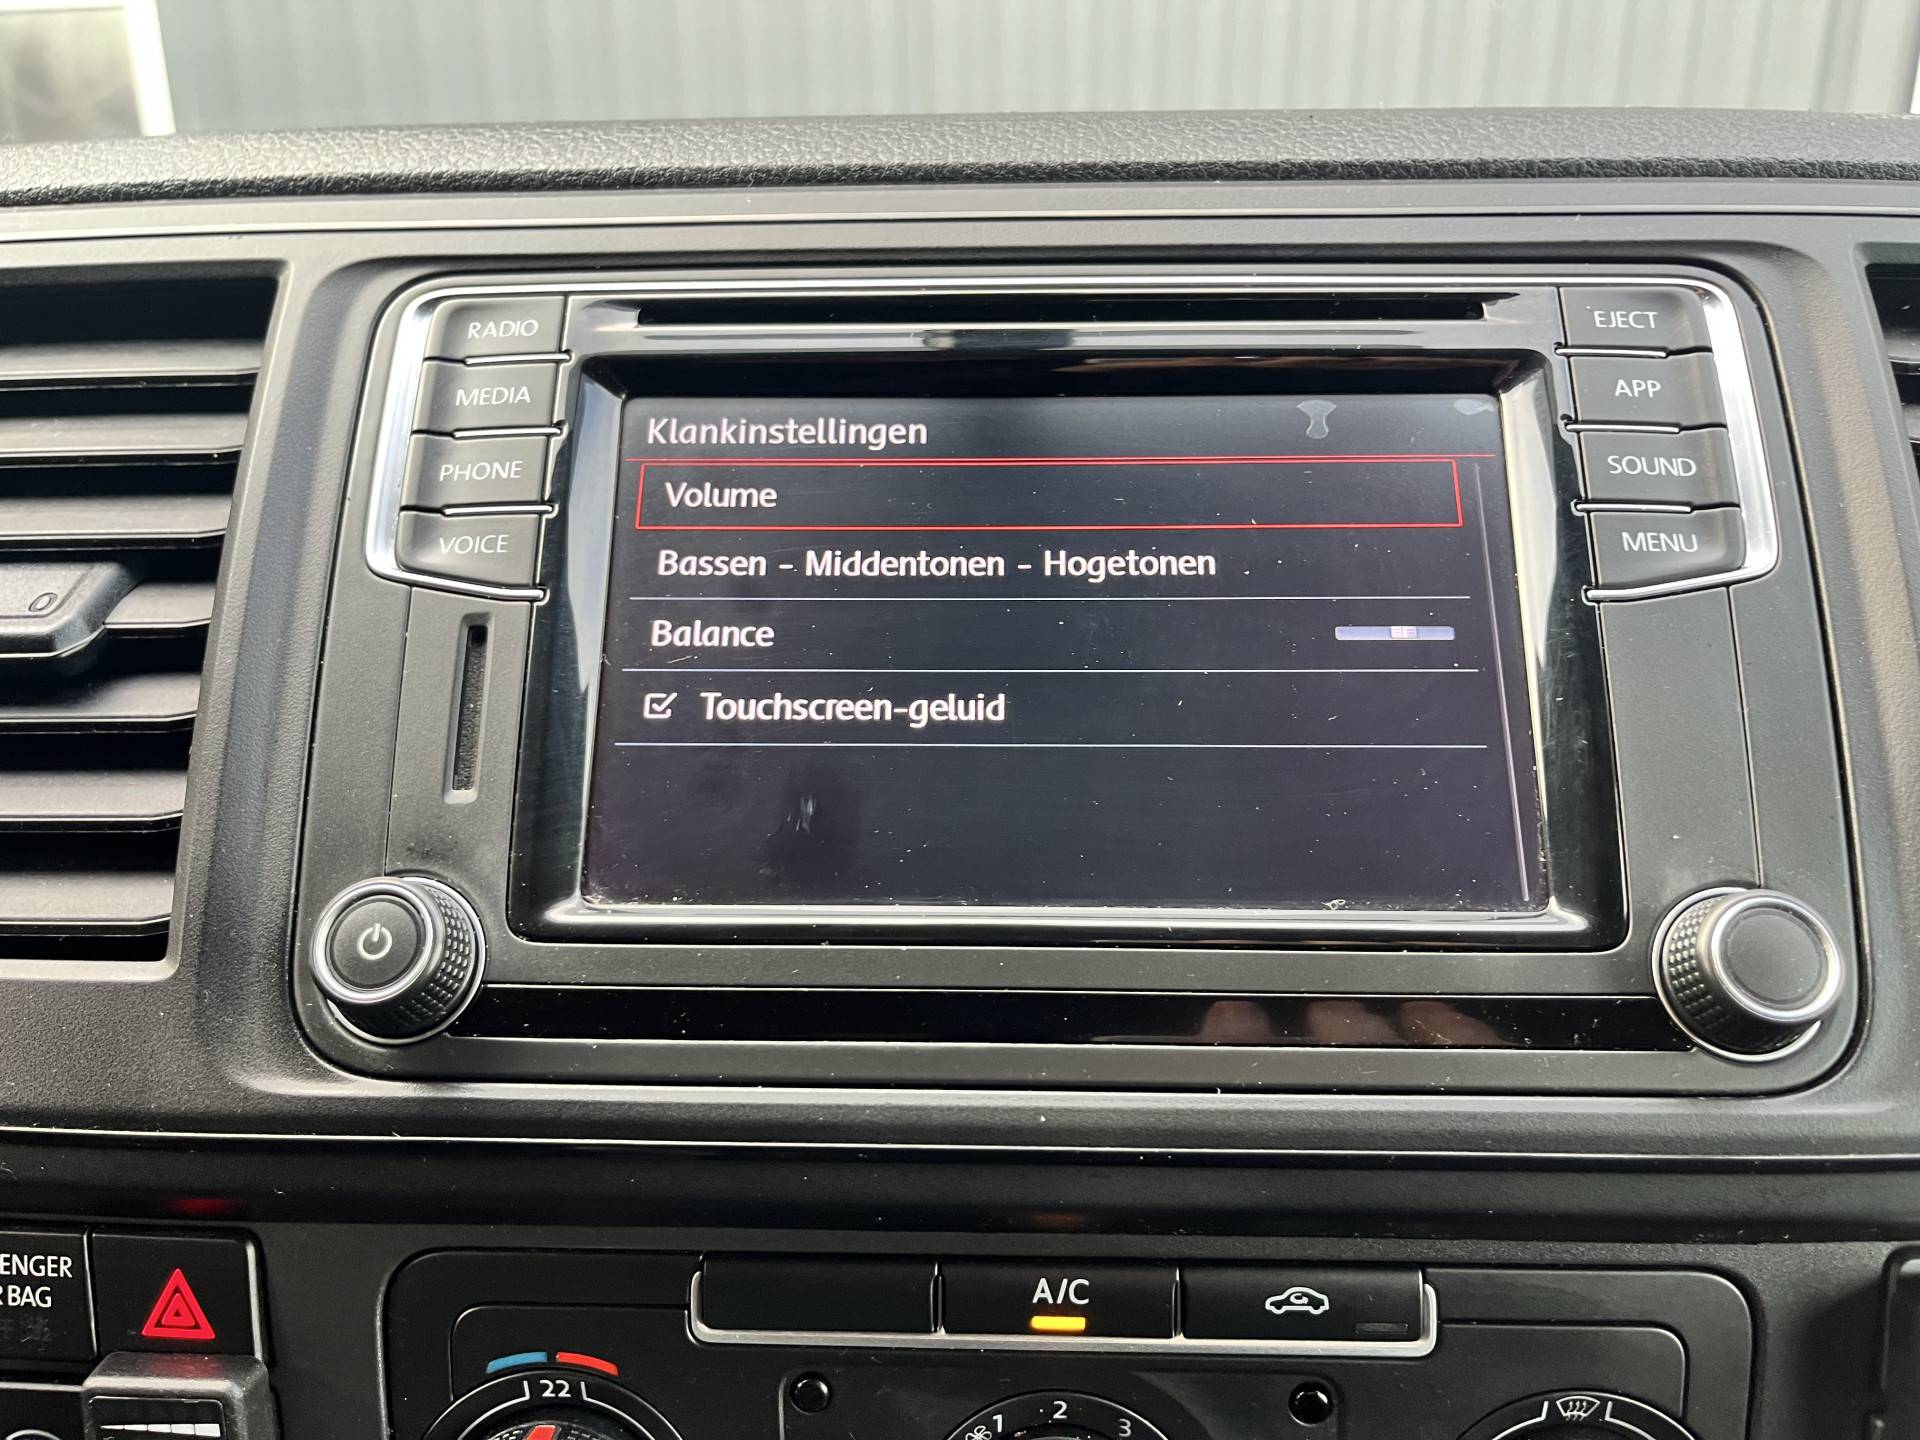 RADIO
MEDIA
PHONE
VOICE
EJECT
APP
SOUND
MENU
Klankinstellingen
Volume
Bassen - Middentonen - Hogetonen
Balance
Touchscreen-geluid
0
ENGER
BAG
A/C
22
1
2
3